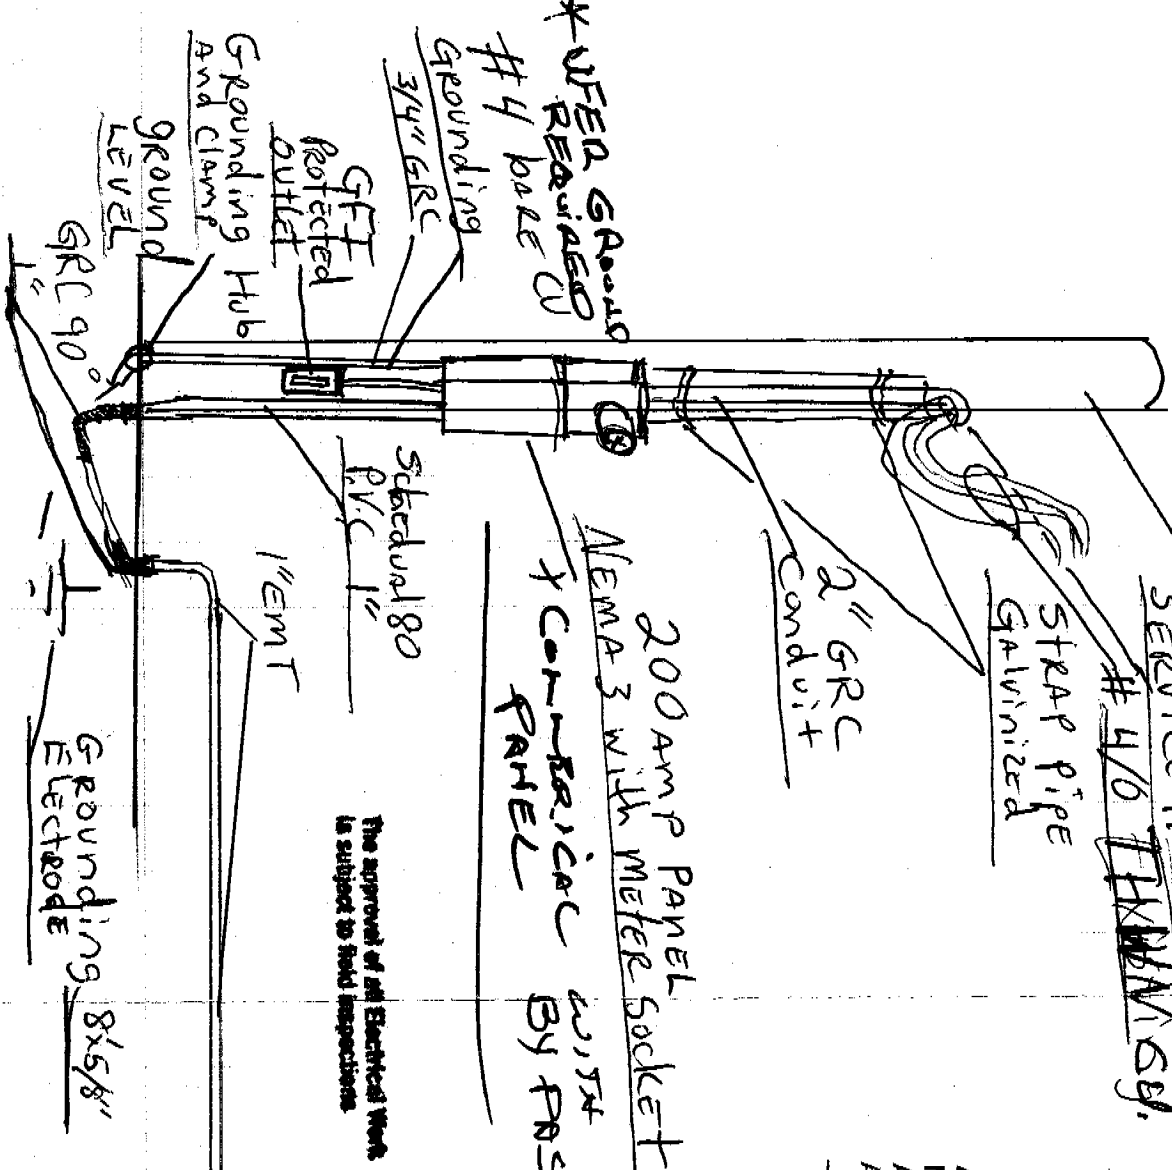 SERVICE
# 4/0
STRAP PIPE
GALvinized
2" GRC
Conduit
200 AMP PANEL
NEMA 3 with METER Socket
* UFER GROUND
REQUIRED
* COMMERICAL WITH
PANEL BY PAS
# 4 bARE CU
GROUNding
3/4" GRC
GFI
PROTECTED
OUTLET
Schedual 80
P.V.C 1"
The approval of all Electrical Work
is subject to field inspections
GROUNding Hub
And ClAMP
1" EMT
gROUNd
LEVEL
GRC 90°
1"
GROUNding 8'x5/8"
ELECTRODE